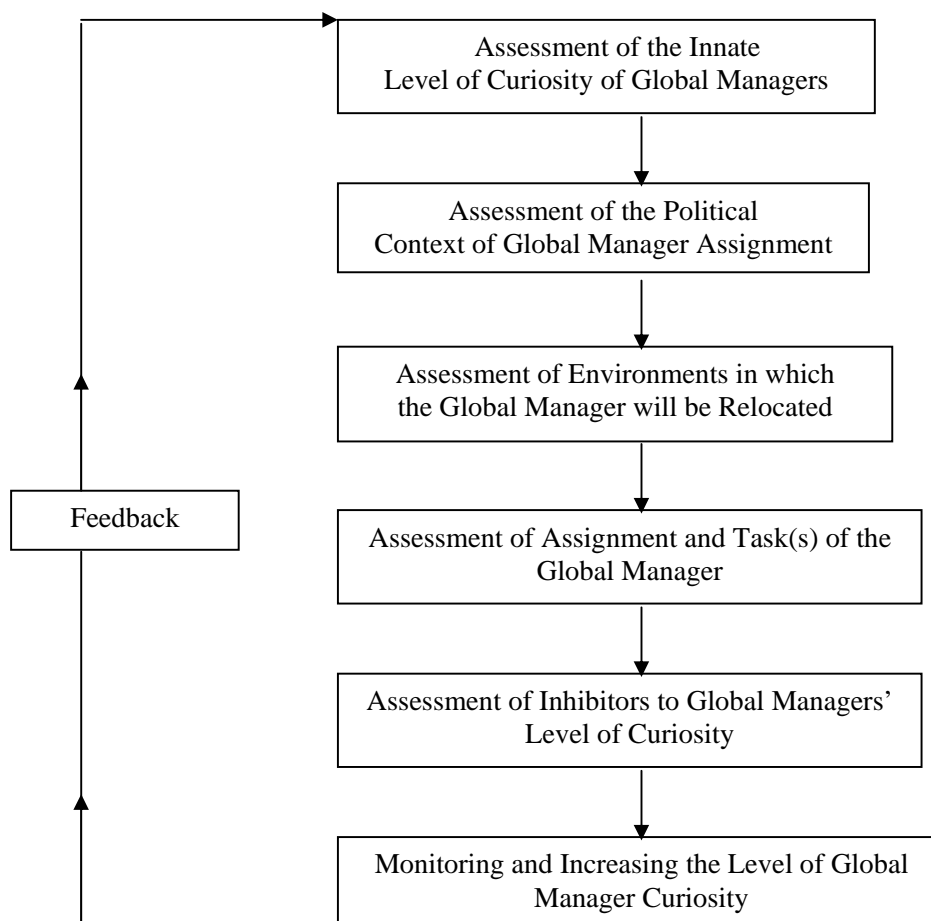 Assessment of the Innate
Level of Curiosity of Global Managers
Assessment of the Political
Context of Global Manager Assignment
Assessment of Environments in which
the Global Manager will be Relocated
Feedback
Assessment of Assignment and Task(s) of the
Global Manager
Assessment of Inhibitors to Global Managers’
Level of Curiosity
Monitoring and Increasing the Level of Global
Manager Curiosity